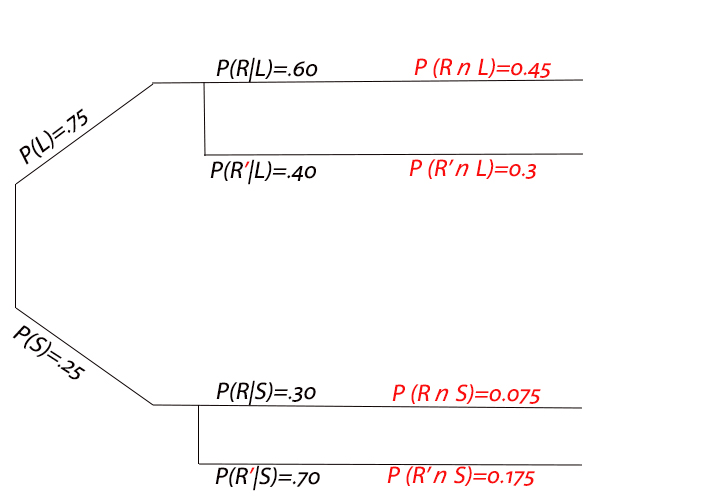 P(R|L)=.60 P (R n L)=0.45
P(L)=.75
P(R'|L)=.40 P (R' n L)=0.3
P(S)=.25
P(R|S)=.30 P (R n S)=0.075
P(R'|S)=.70 P (R' n S)=0.175